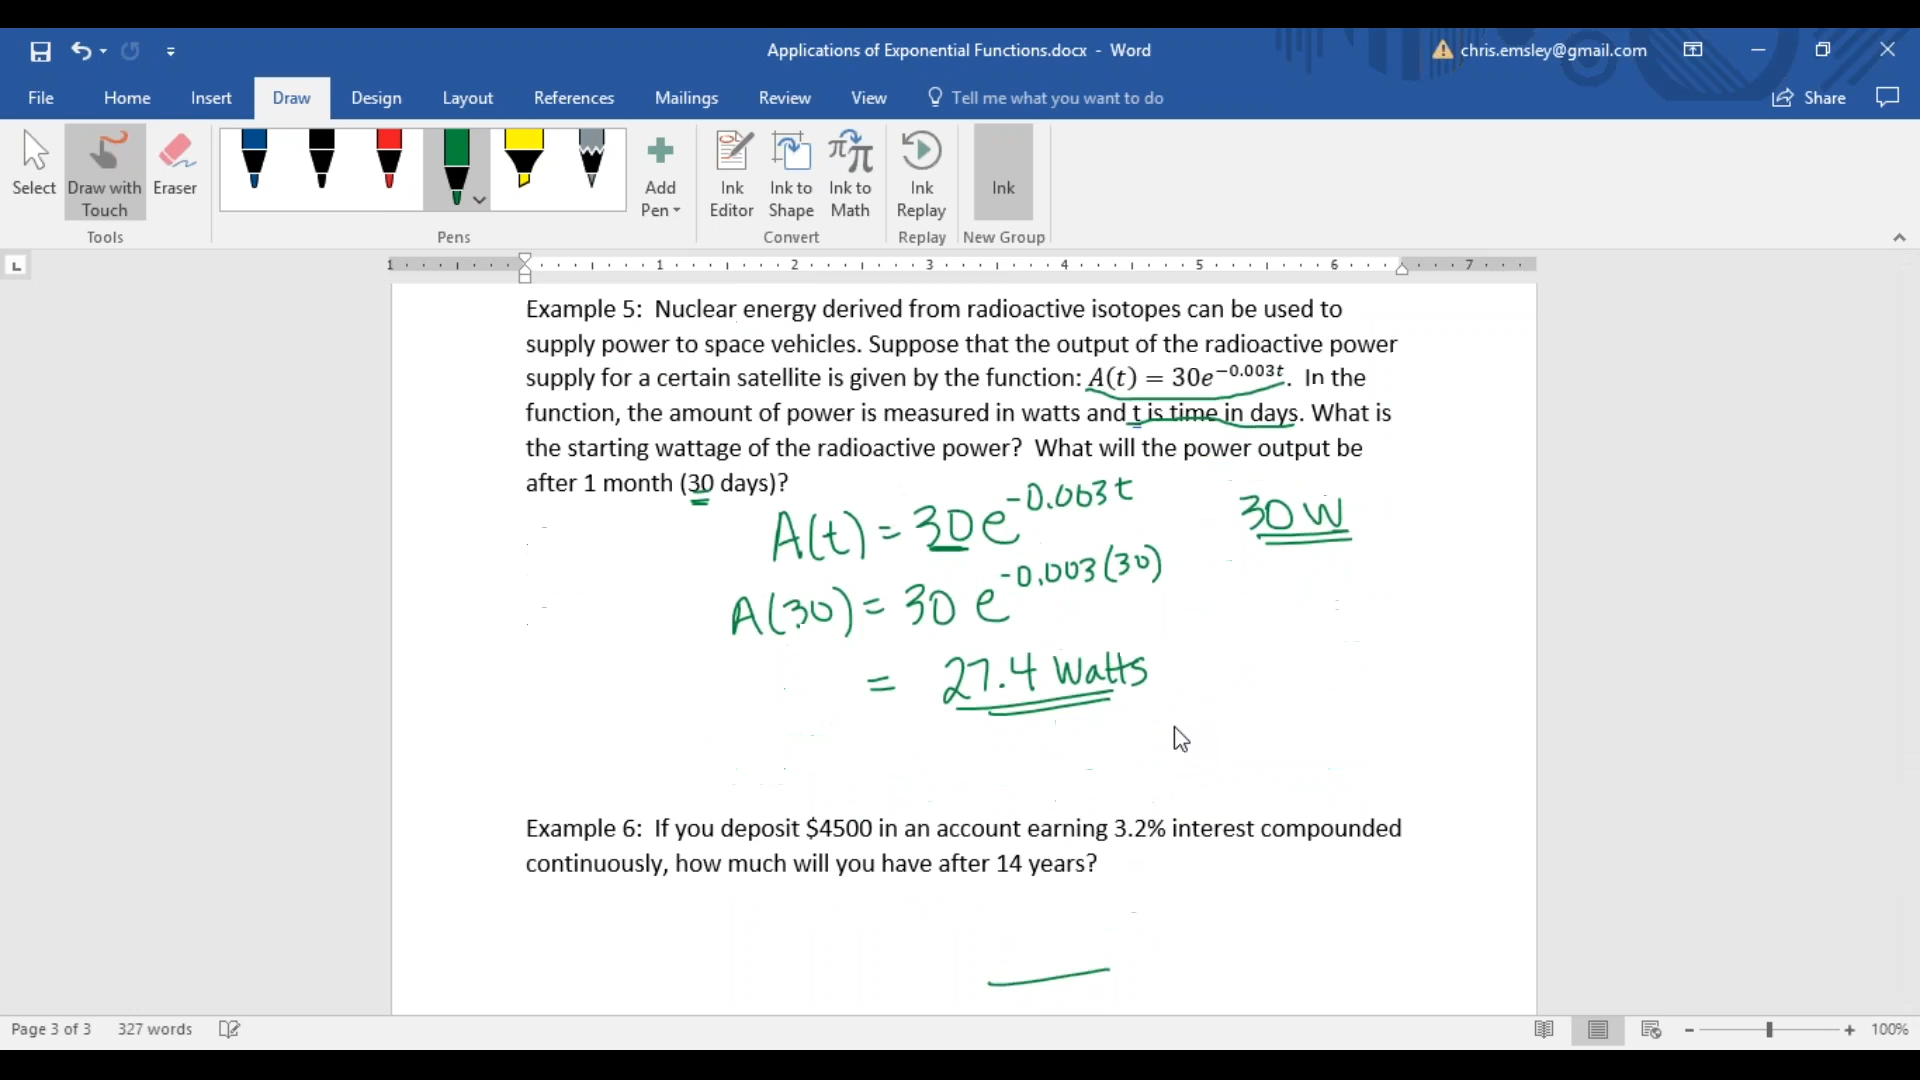 Applications of Exponential Functions.docx - Word
chris.emsley@gmail.com
File Home Insert Draw Design Layout References Mailings Review View Tell me what you want to do Share
Select Draw with Touch Eraser Add Pen Ink Editor Ink to Shape Ink to Math Ink Replay Ink
Tools Pens Convert Replay New Group
L 1 1 2 3 4 5 6 7
Example 5: Nuclear energy derived from radioactive isotopes can be used to
supply power to space vehicles. Suppose that the output of the radioactive power
supply for a certain satellite is given by the function: A(t) = 30e^−0.003t. In the
function, the amount of power is measured in watts and t is time in days. What is
the starting wattage of the radioactive power? What will the power output be
after 1 month (30 days)?
A(t) = 30e^-0.003t 30 W
A(30) = 30 e^-0.003(30)
= 27.4 Watts
Example 6: If you deposit $4500 in an account earning 3.2% interest compounded
continuously, how much will you have after 14 years?
Page 3 of 3 327 words 100%